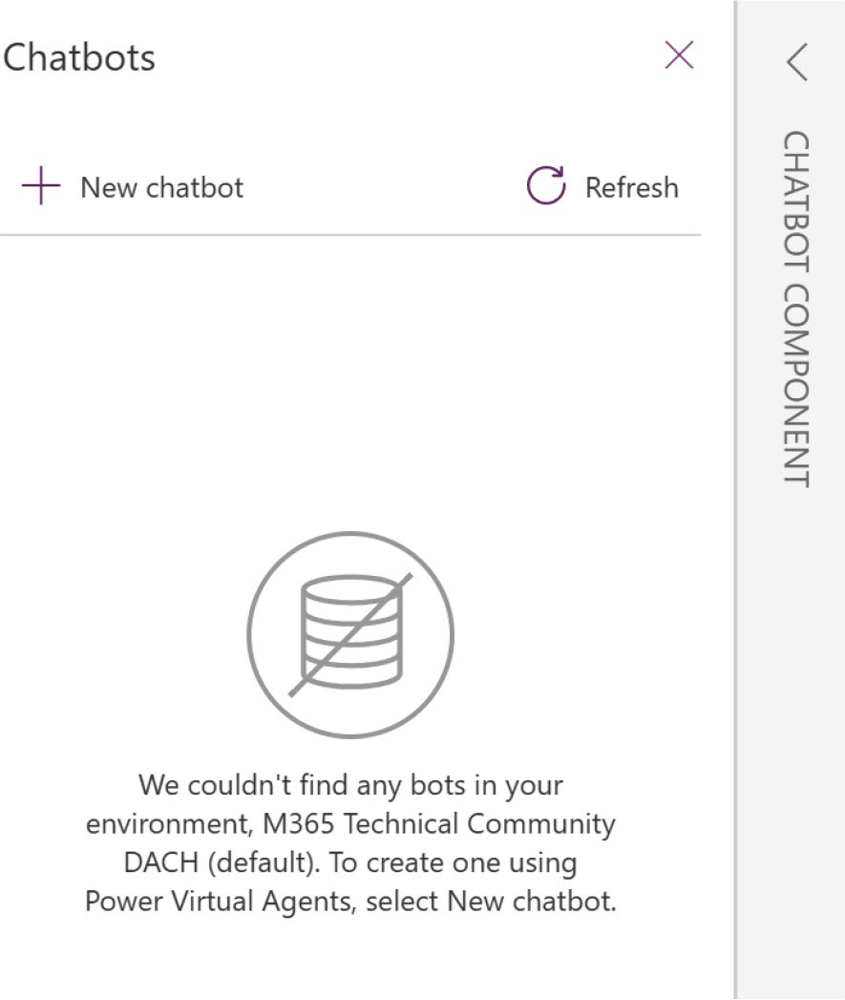 Chatbots
New chatbot
Refresh
CHATBOT COMPONENT
We couldn't find any bots in your
environment, M365 Technical Community
DACH (default). To create one using
Power Virtual Agents, select New chatbot.